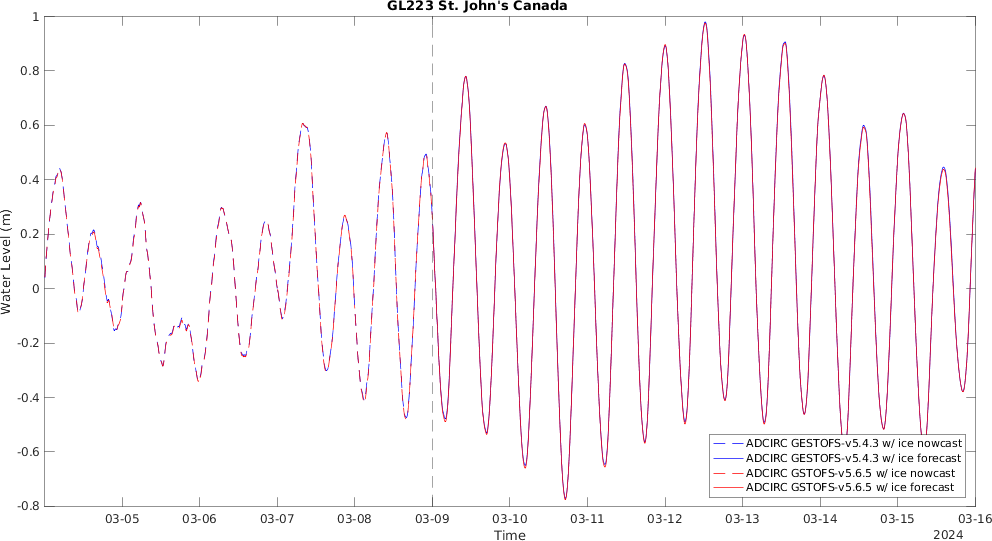 GL223 St. John's Canada
1
0.8
0.6
0.4
0.2
0
-0.2
-0.4
-0.6
-0.8
Water Level (m)
ADCIRC GESTOFS-v5.4.3 w/ ice nowcast
ADCIRC GESTOFS-v5.4.3 w/ ice forecast
ADCIRC GSTOFS-v5.6.5 w/ ice nowcast
ADCIRC GSTOFS-v5.6.5 w/ ice forecast
03-05 03-06 03-07 03-08 03-09 03-10 03-11 03-12 03-13 03-14 03-15 03-16
Time
2024